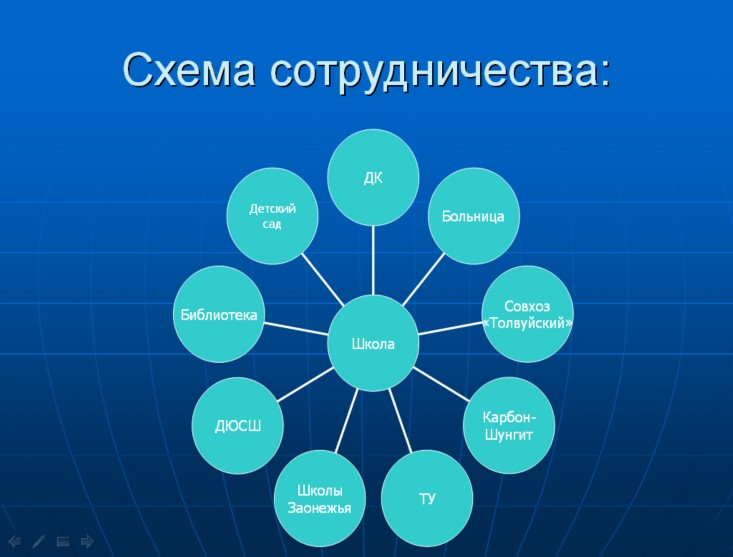 Схема сотрудничества:
ДК
Детский
сад
Больница
Библиотека
Совхоз
«Толвуйский»
Школа
ДЮСШ
Карбон-
Шунгит
Школы
Заонежья
ТУ